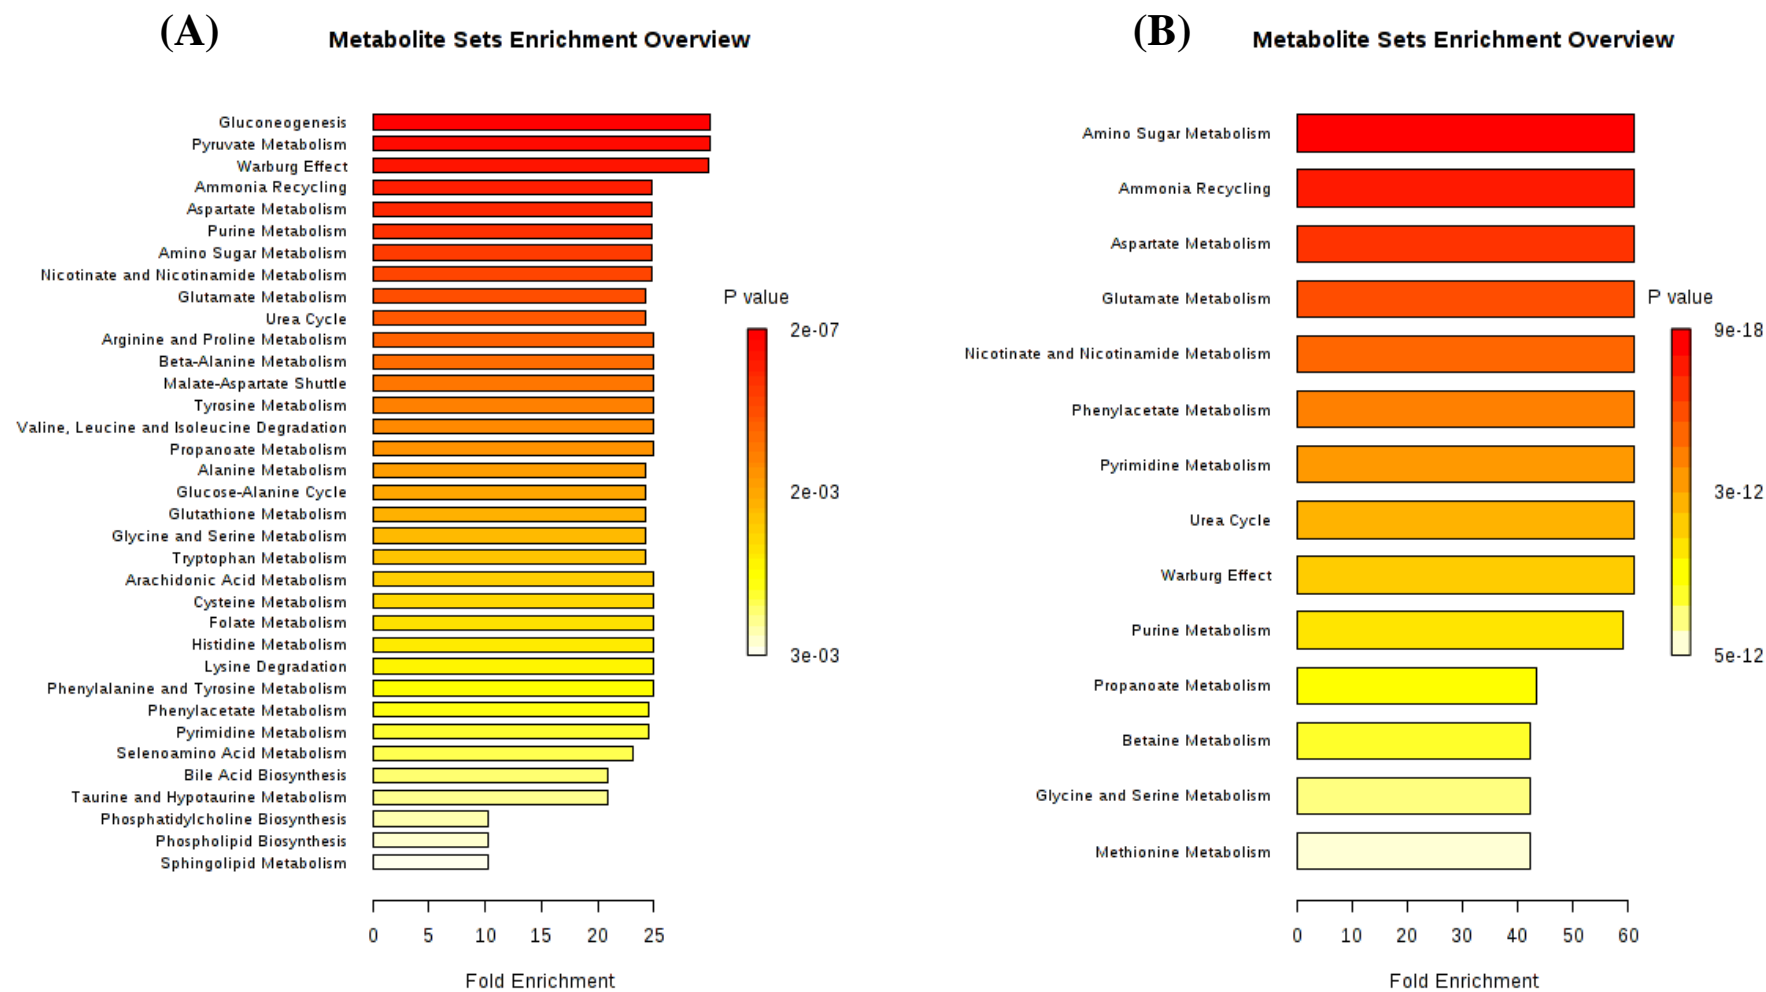 (A)
Metabolite Sets Enrichment Overview
Gluconeogenesis
Pyruvate Metabolism
Warburg Effect
Ammonia Recycling
Aspartate Metabolism
Purine Metabolism
Amino Sugar Metabolism
Nicotinate and Nicotinamide Metabolism
Glutamate Metabolism
Urea Cycle
Arginine and Proline Metabolism
Beta-Alanine Metabolism
Malate-Aspartate Shuttle
Tyrosine Metabolism
Valine, Leucine and Isoleucine Degradation
Propanoate Metabolism
Alanine Metabolism
Glucose-Alanine Cycle
Glutathione Metabolism
Glycine and Serine Metabolism
Tryptophan Metabolism
Arachidonic Acid Metabolism
Cysteine Metabolism
Folate Metabolism
Histidine Metabolism
Lysine Degradation
Phenylalanine and Tyrosine Metabolism
Phenylacetate Metabolism
Pyrimidine Metabolism
Selenoamino Acid Metabolism
Bile Acid Biosynthesis
Taurine and Hypotaurine Metabolism
Phosphatidylcholine Biosynthesis
Phospholipid Biosynthesis
Sphingolipid Metabolism
0 5 10 15 20 25
Fold Enrichment
P value
2e-07
2e-03
3e-03
(B)
Metabolite Sets Enrichment Overview
Amino Sugar Metabolism
Ammonia Recycling
Aspartate Metabolism
Glutamate Metabolism
Nicotinate and Nicotinamide Metabolism
Phenylacetate Metabolism
Pyrimidine Metabolism
Urea Cycle
Warburg Effect
Purine Metabolism
Propanoate Metabolism
Betaine Metabolism
Glycine and Serine Metabolism
Methionine Metabolism
0 10 20 30 40 50 60
Fold Enrichment
P value
9e-18
3e-12
5e-12